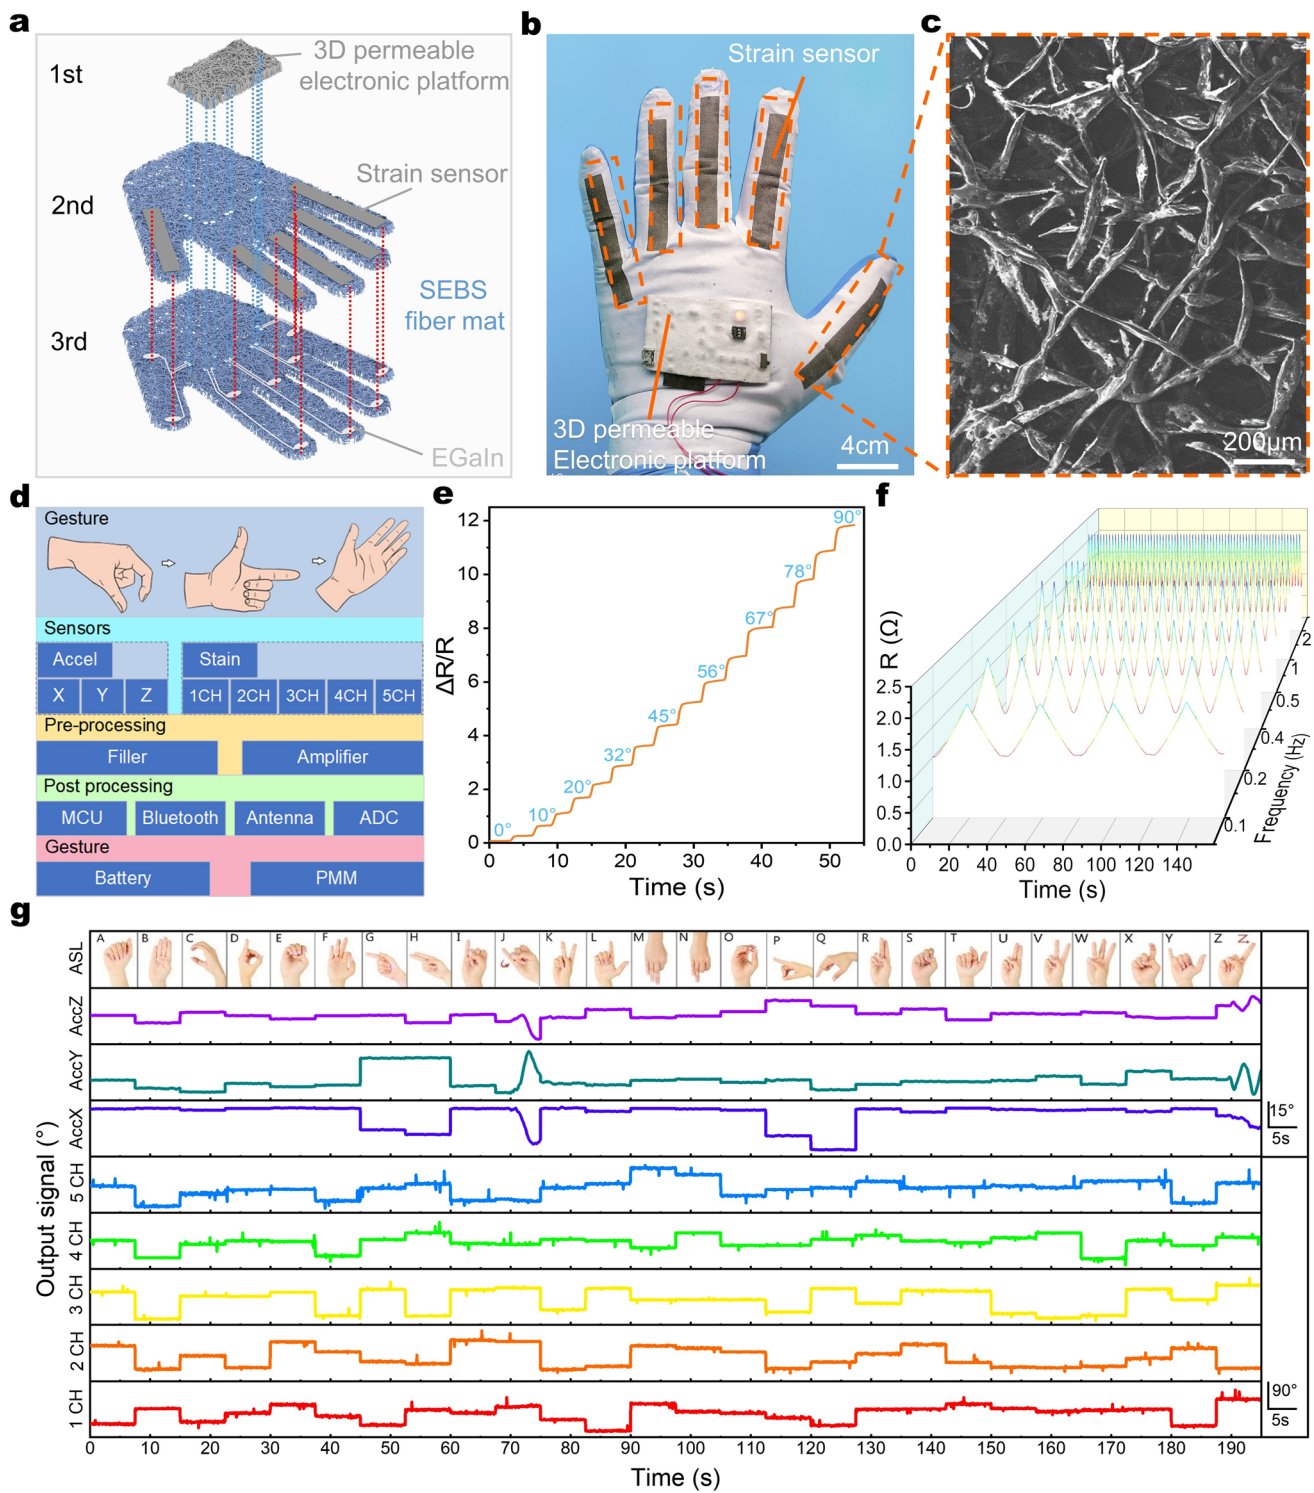 a
1st
3D permeable
electronic platform
Strain sensor
2nd
SEBS
fiber mat
3rd
EGaIn
b
Strain sensor
3D permeable
Electronic platform
4cm
c
200μm
d
Gesture
Sensors
Accel
Stain
X
Y
Z
1CH
2CH
3CH
4CH
5CH
Pre-processing
Filler
Amplifier
Post processing
MCU
Bluetooth
Antenna
ADC
Gesture
Battery
PMM
e
ΔR/R
12
10
8
6
4
2
0
0°
10°
20°
32°
45°
56°
67°
78°
90°
0
10
20
30
40
50
Time (s)
f
R (Ω)
2.5
2.0
1.5
1.0
0.5
0.0
0
20
40
60
80
100
120
140
Time (s)
0.1
0.2
0.4
0.5
1
2
Frequency (Hz)
g
ASL
A
B
C
D
E
F
G
H
I
J
K
L
M
N
O
P
Q
R
S
T
U
V
W
X
Y
Z
Z
Output signal (°)
AccZ
AccY
AccX
15°
5s
5 CH
4 CH
3 CH
2 CH
1 CH
90°
5s
0
10
20
30
40
50
60
70
80
90
100
110
120
130
140
150
160
170
180
190
Time (s)